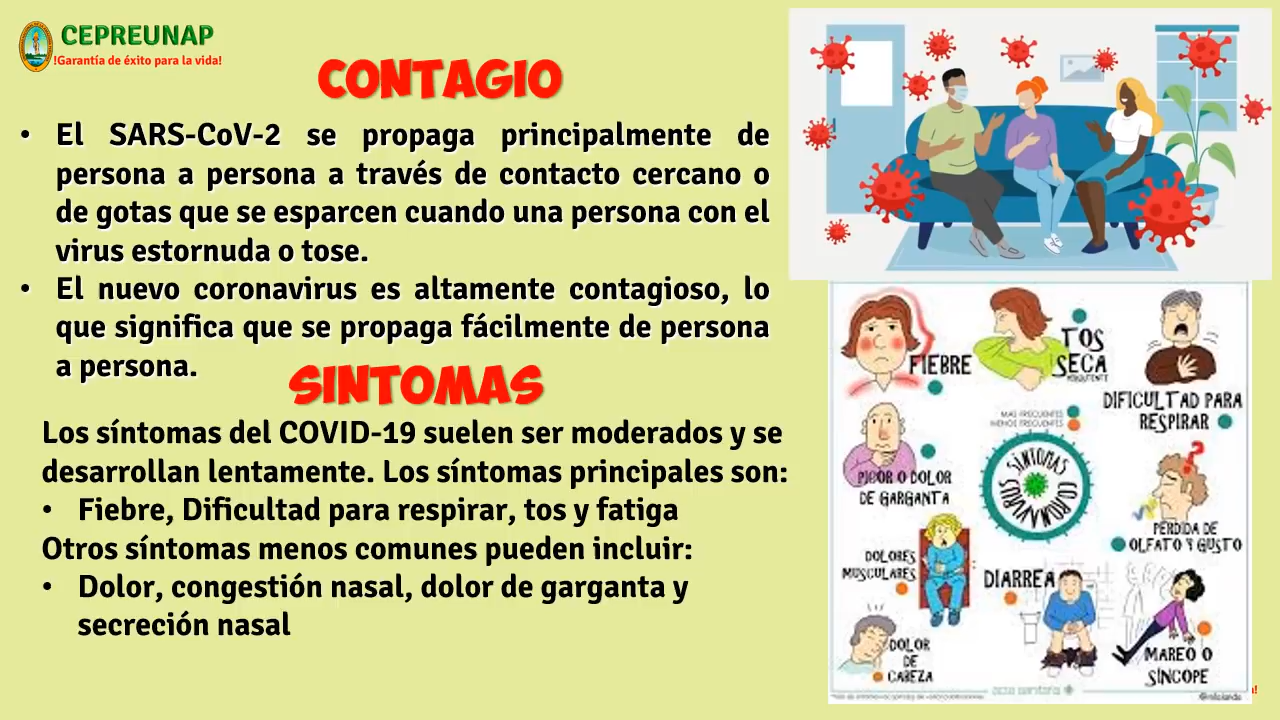 CEPREUNAP
!Garantía de éxito para la vida!
CONTAGIO
• El SARS-CoV-2 se propaga principalmente de
persona a persona a través de contacto cercano o
de gotas que se esparcen cuando una persona con el
virus estornuda o tose.
• El nuevo coronavirus es altamente contagioso, lo
que significa que se propaga fácilmente de persona
a persona.
SINTOMAS
Los síntomas del COVID-19 suelen ser moderados y se
desarrollan lentamente. Los síntomas principales son:
• Fiebre, Dificultad para respirar, tos y fatiga
Otros síntomas menos comunes pueden incluir:
• Dolor, congestión nasal, dolor de garganta y
secreción nasal
FIEBRE
TOS
SECA
DIFICULTAD PARA
RESPIRAR
MÁS FRECUENTES
MENOS FRECUENTES
PICOR O DOLOR
DE GARGANTA
SÍNTOMAS
CORONAVIRUS
PÉRDIDA DE
OLFATO Y GUSTO
DOLORES
MUSCULARES
DIARREA
DOLOR
DE
CABEZA
MAREO O
SÍNCOPE